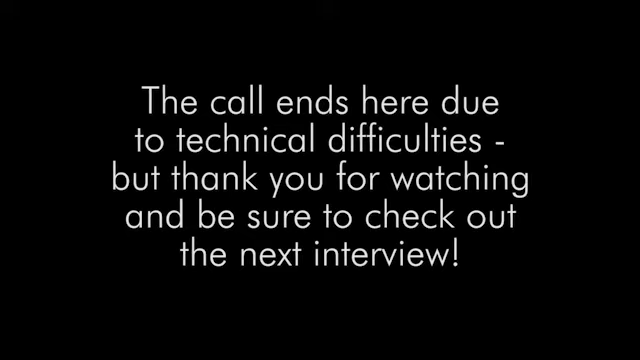 The call ends here due
to technical difficulties -
but thank you for watching
and be sure to check out
the next interview!